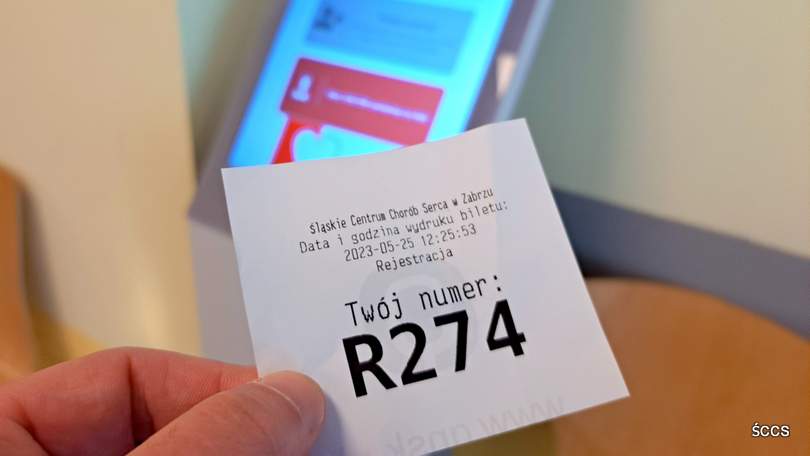 Śląskie Centrum Chorób Serca w Zabrzu
Data i godzina wydruku biletu:
2023-05-25 12:25:53
Rejestracja
Twój numer:
R274
ŚCCS